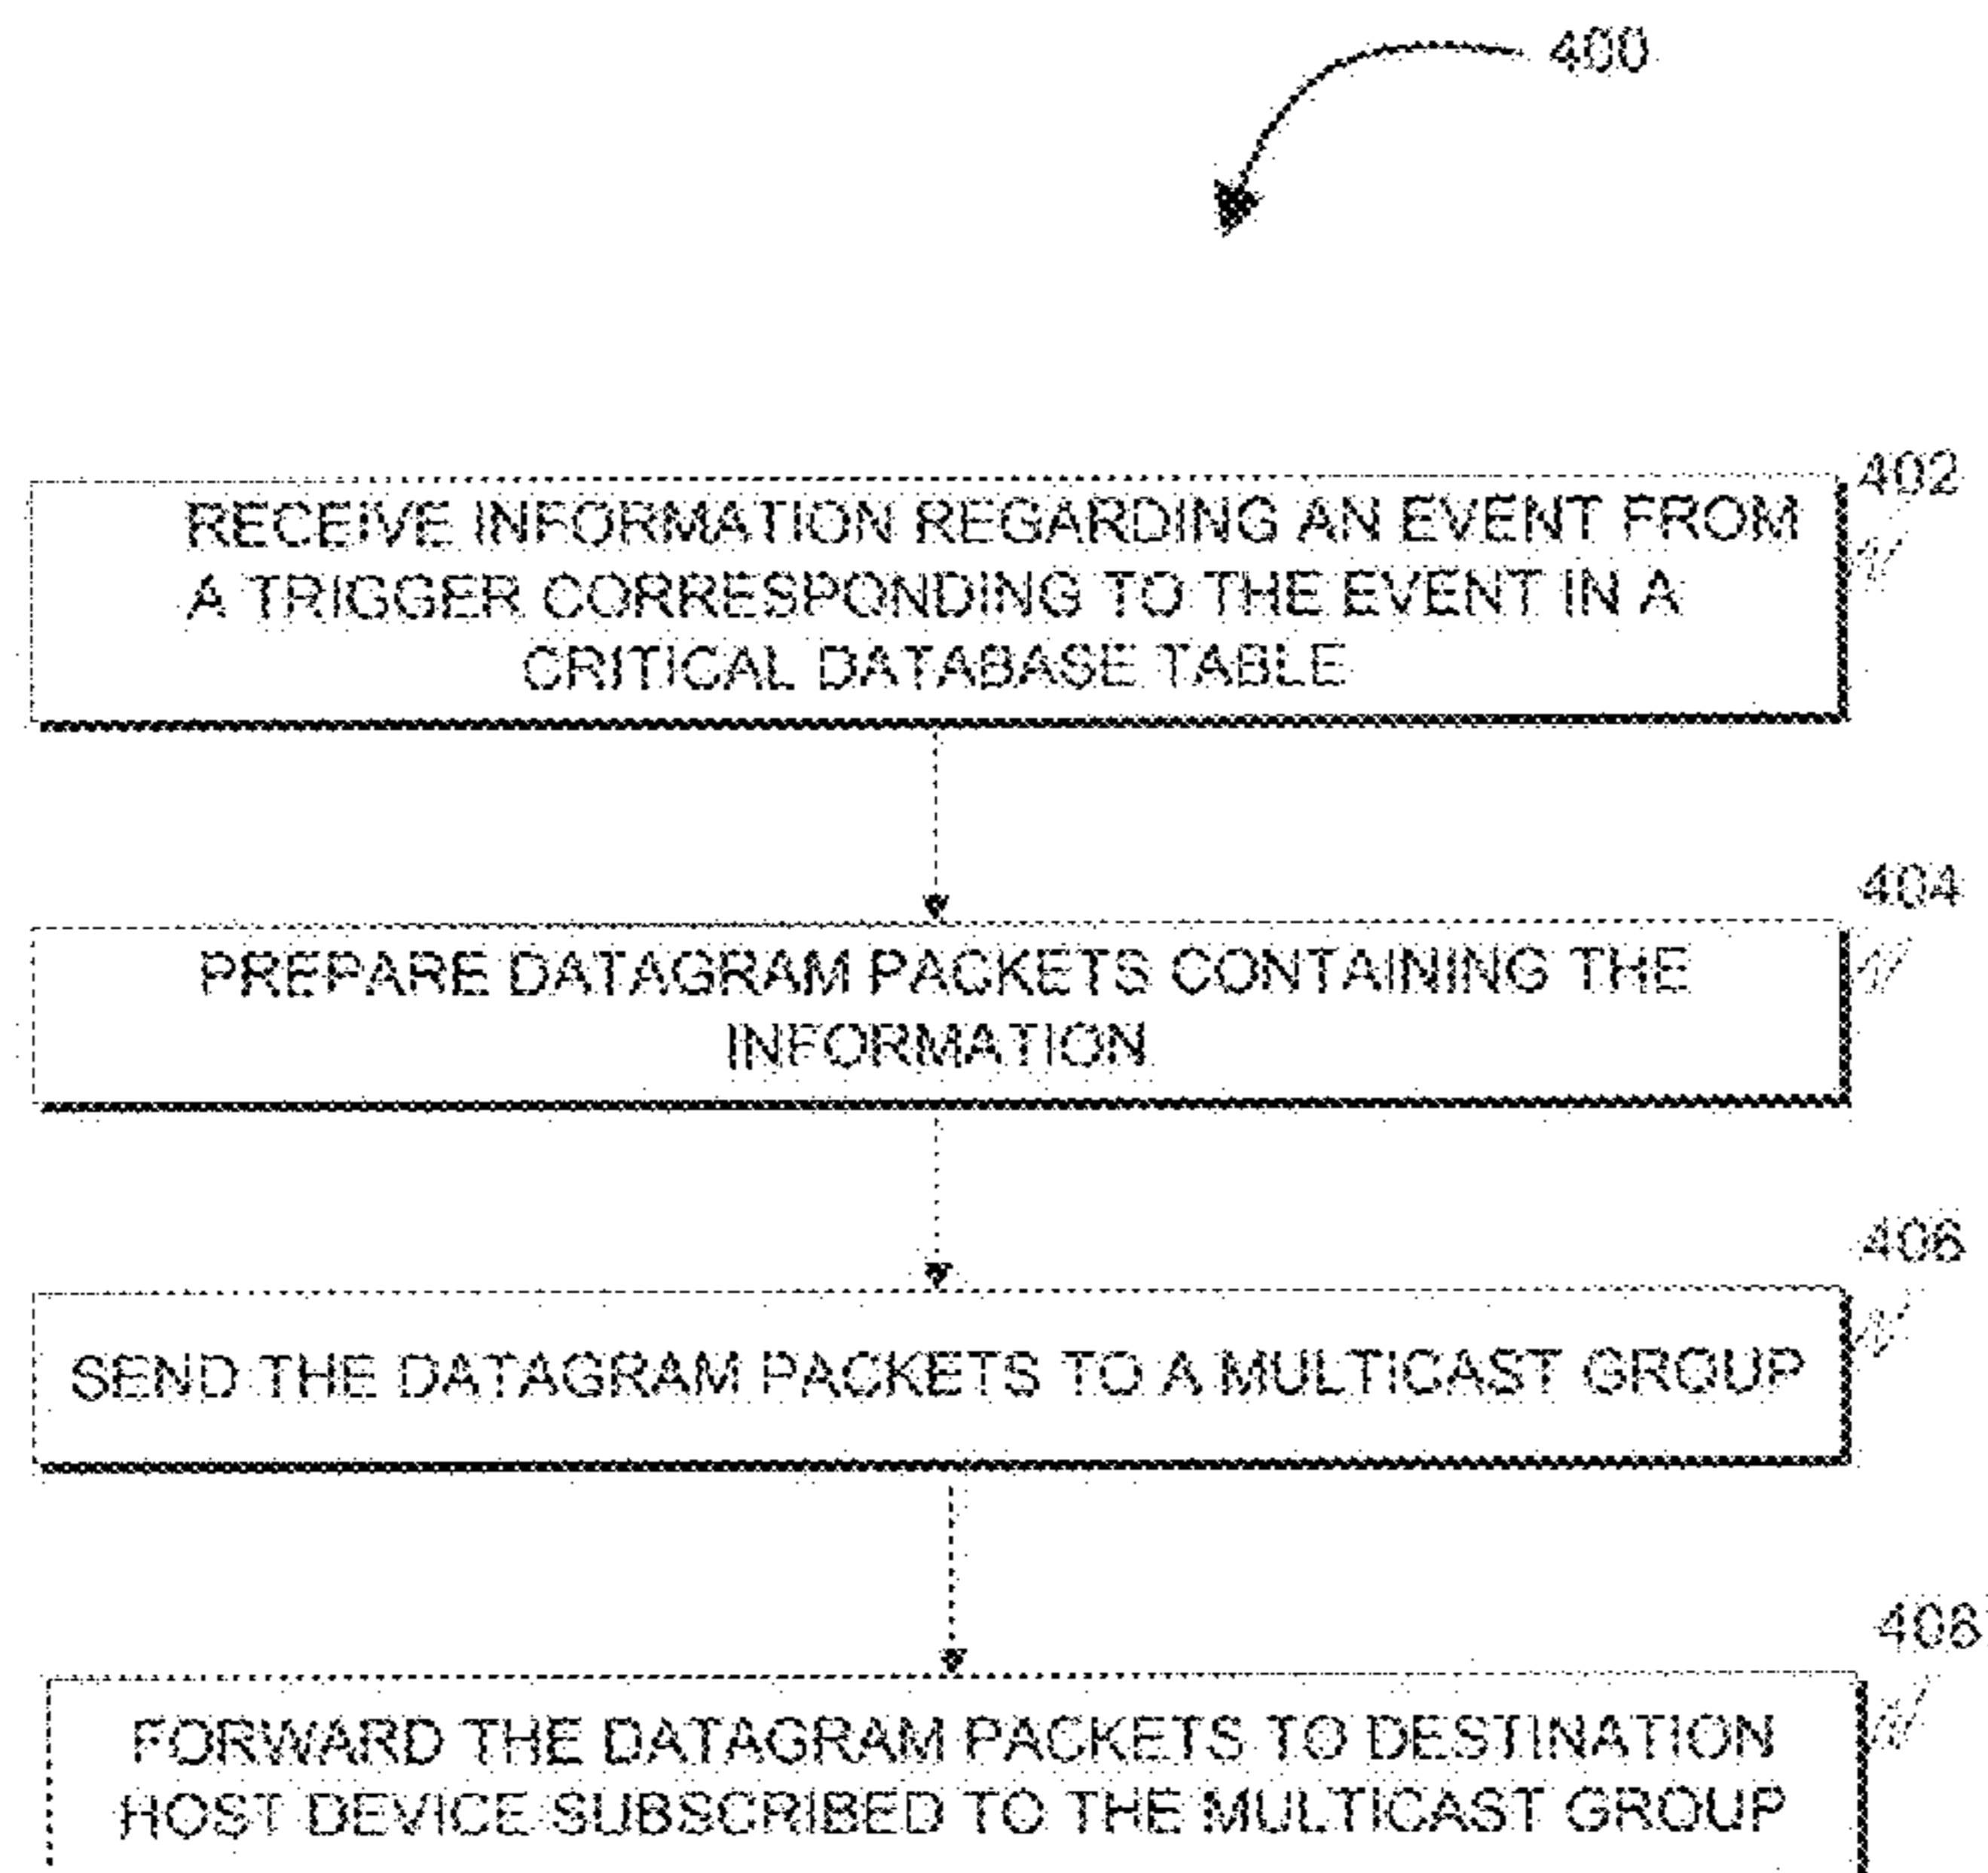 400
402
RECEIVE INFORMATION REGARDING AN EVENT FROM
A TRIGGER CORRESPONDING TO THE EVENT IN A
CRITICAL DATABASE TABLE
404
PREPARE DATAGRAM PACKETS CONTAINING THE
INFORMATION
406
SEND THE DATAGRAM PACKETS TO A MULTICAST GROUP
408
FORWARD THE DATAGRAM PACKETS TO DESTINATION
HOST DEVICE SUBSCRIBED TO THE MULTICAST GROUP